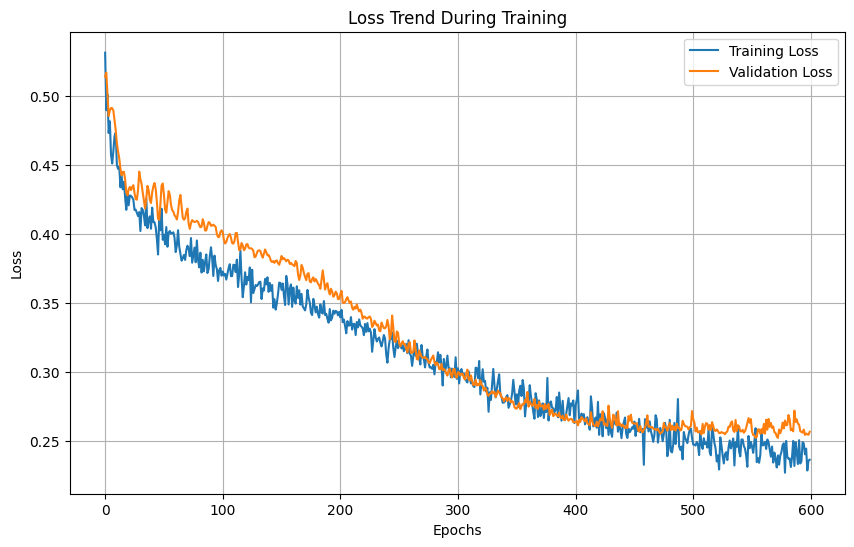 Loss Trend During Training
Training Loss
Validation Loss
0.50
0.45
0.40
0.35
0.30
0.25
Loss
0 100 200 300 400 500 600
Epochs